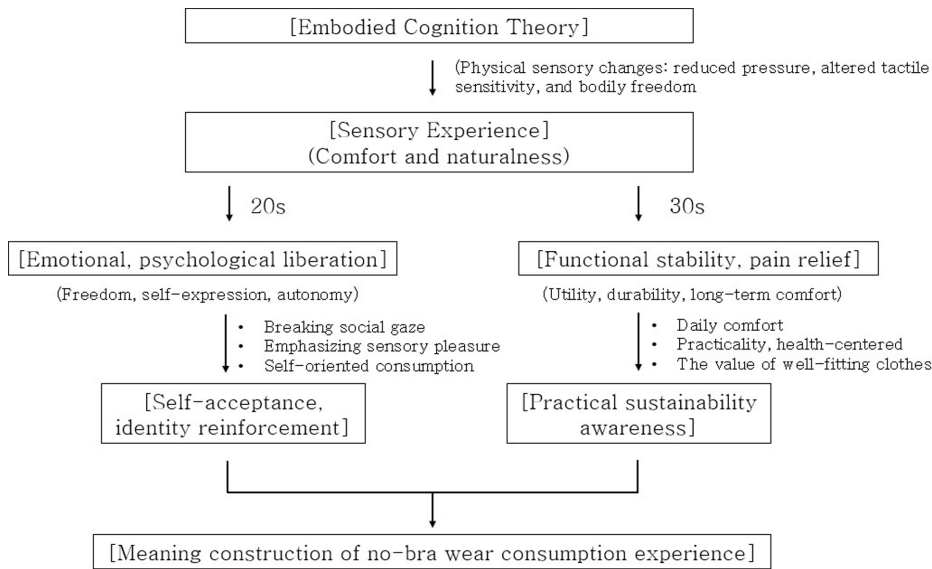 [Embodied Cognition Theory]
(Physical sensory changes: reduced pressure, altered tactile
sensitivity, and bodily freedom
[Sensory Experience]
(Comfort and naturalness)
20s
30s
[Emotional, psychological liberation]
[Functional stability, pain relief]
(Freedom, self-expression, autonomy)
(Utility, durability, long-term comfort)
• Breaking social gaze
• Emphasizing sensory pleasure
• Self-oriented consumption
• Daily comfort
• Practicality, health-centered
• The value of well-fitting clothes
[Self-acceptance,
identity reinforcement]
[Practical sustainability
awareness]
[Meaning construction of no-bra wear consumption experience]